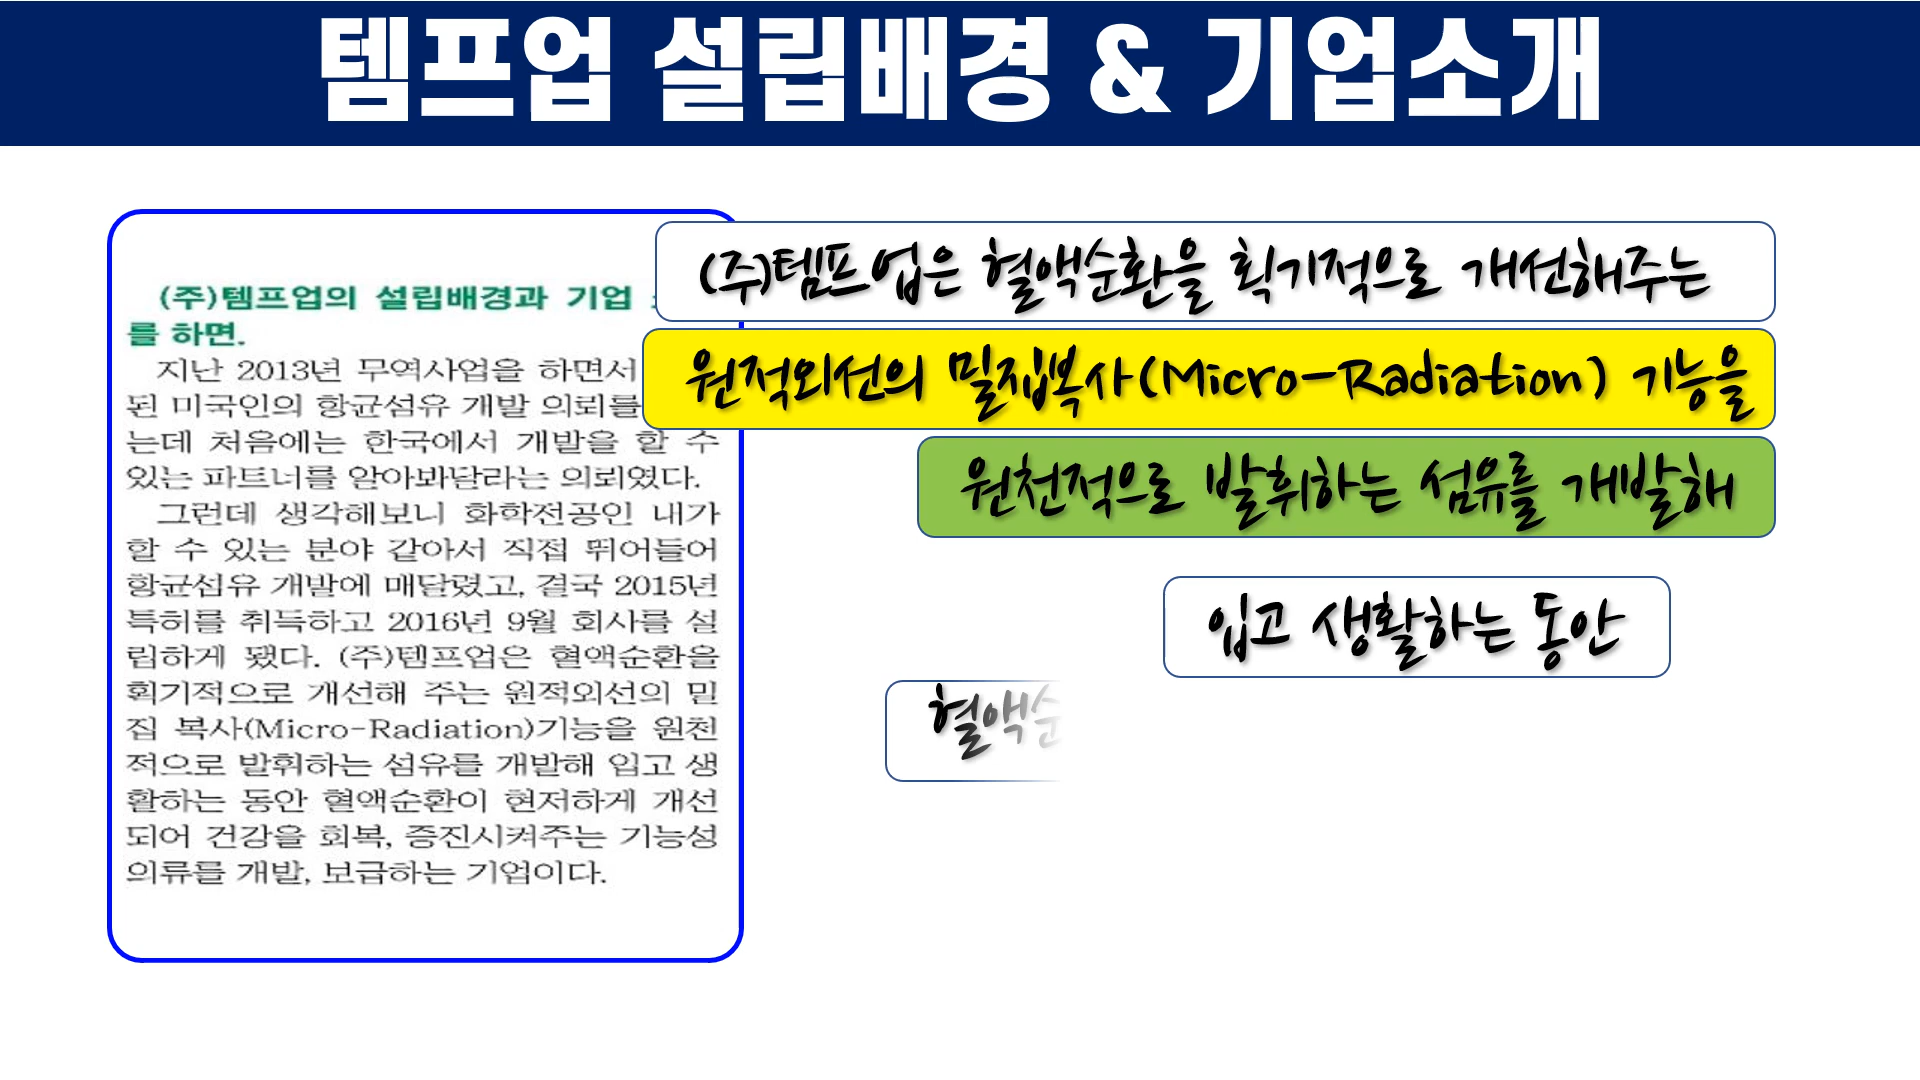 템프업 설립배경 & 기업소개
(주)템프업의 설립배경과 기업
를 하면.
지난 2013년 무역사업을 하면서
된 미국인의 항균섬유 개발 의뢰를
는데 처음에는 한국에서 개발을 할 수
있는 파트너를 알아봐달라는 의뢰였다.
그런데 생각해보니 화학전공인 내가
할 수 있는 분야 같아서 직접 뛰어들어
항균섬유 개발에 매달렸고, 결국 2015년
특허를 취득하고 2016년 9월 회사를 설
립하게 됐다. (주)템프업은 혈액순환을
획기적으로 개선해 주는 원적외선의 밀
집 복사(Micro-Radiation)기능을 원천
적으로 발휘하는 섬유를 개발해 입고 생
활하는 동안 혈액순환이 현저하게 개선
되어 건강을 회복, 증진시켜주는 기능성
의류를 개발, 보급하는 기업이다.
(주)템프업은 혈액순환을 획기적으로 개선해주는
원적외선의 밀집복사(Micro-Radiation) 기능을
원천적으로 발휘하는 섬유를 개발해
입고 생활하는 동안
혈액순